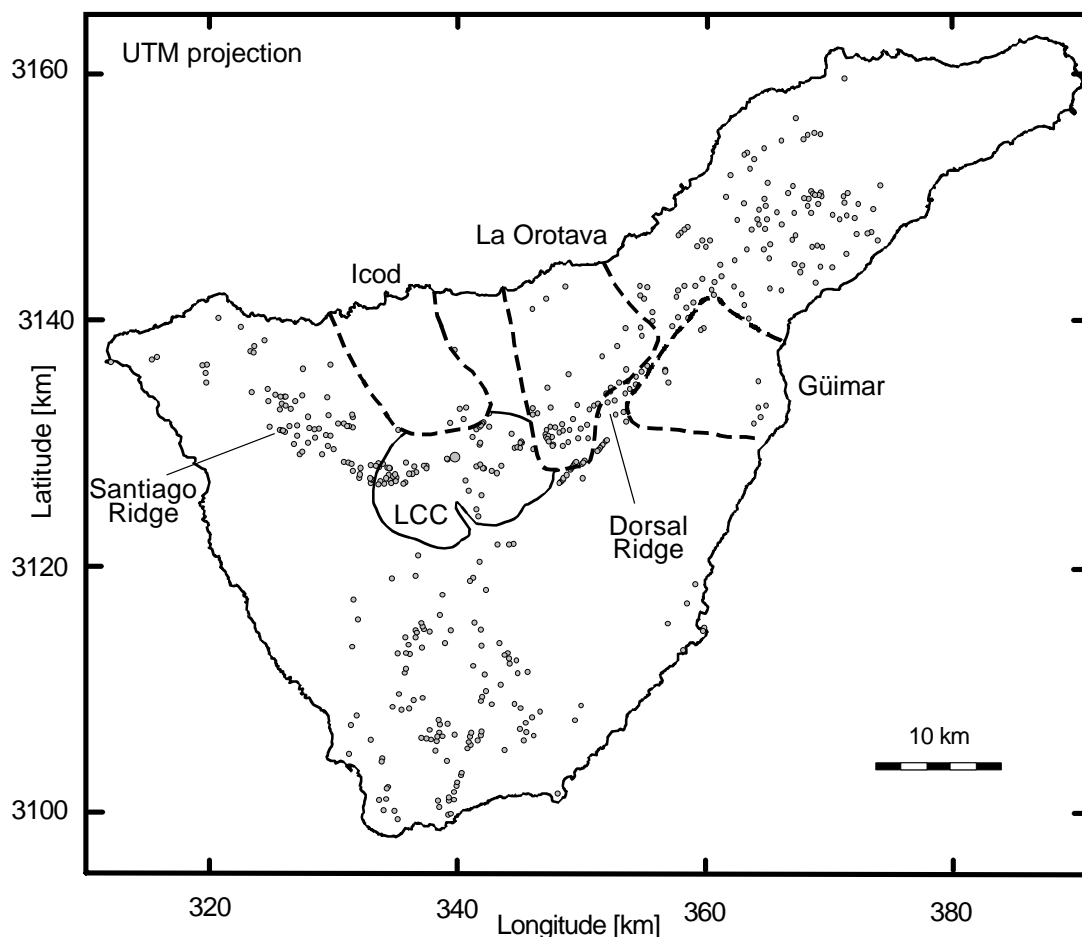 UTM projection
3160
La Orotava
Icod
3140
Güimar
Latitude [km]
Santiago
Ridge
LCC
Dorsal
Ridge
3120
10 km
3100
320
340
360
380
Longitude [km]